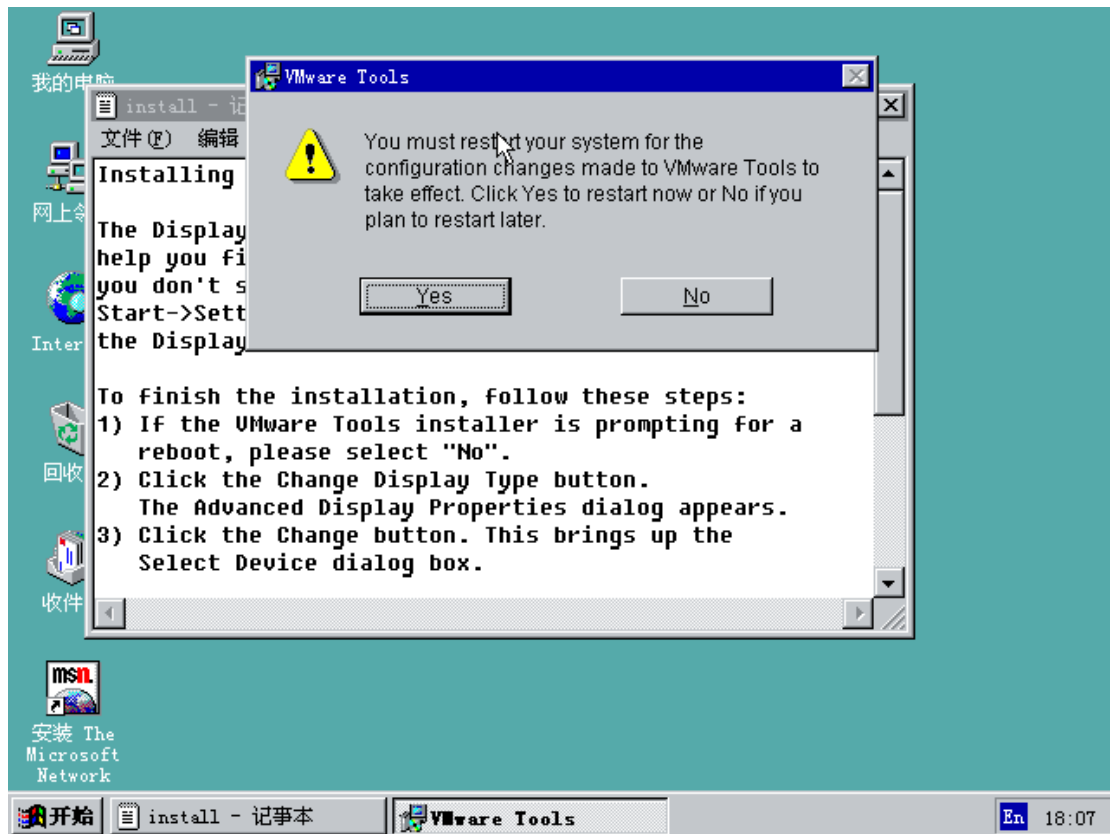 我的电脑
VMware Tools
install - 记
文件(F) 编辑
You must restart your system for the
configuration changes made to VMware Tools to
take effect. Click Yes to restart now or No if you
plan to restart later.
Yes
No
网上邻
Installing
The Display
help you fi
you don't s
Start->Sett
the Display
Inter
To finish the installation, follow these steps:
1) If the VMware Tools installer is prompting for a
reboot, please select "No".
2) Click the Change Display Type button.
The Advanced Display Properties dialog appears.
3) Click the Change button. This brings up the
Select Device dialog box.
回收
收件
msn.
安装 The
Microsoft
Network
开始
install - 记事本
VMware Tools
En
18:07